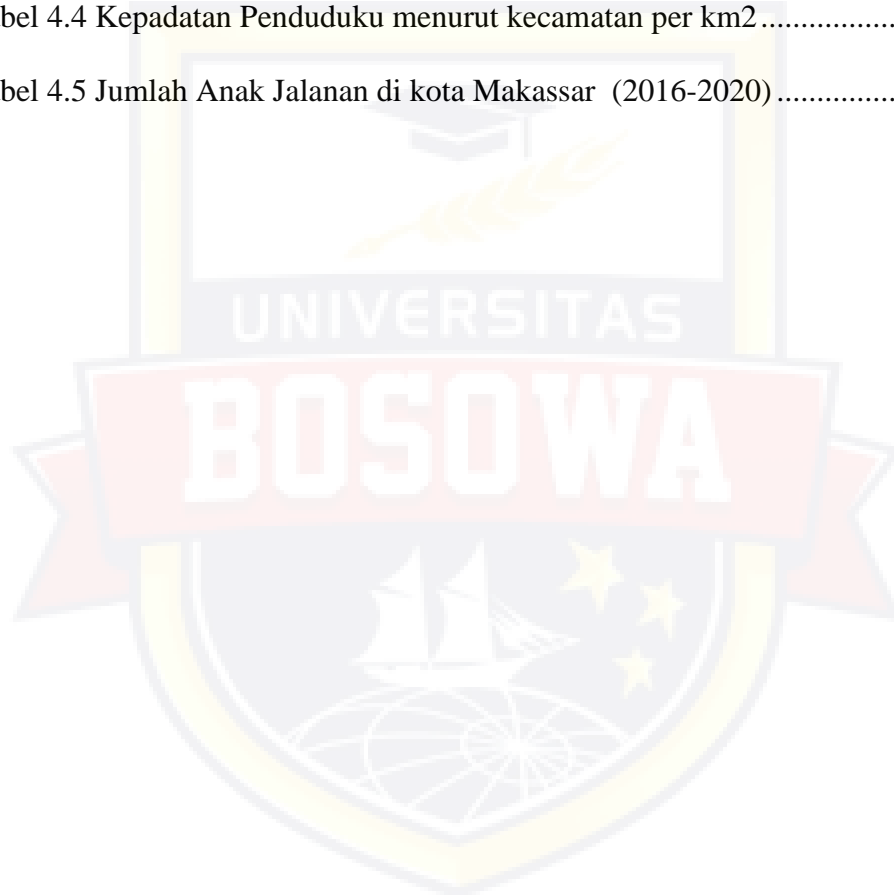 bel 4.4 Kepadatan Penduduku menurut kecamatan per km2...............
bel 4.5 Jumlah Anak Jalanan di kota Makassar (2016-2020)...............
UNIVERSITAS
BOSOWA